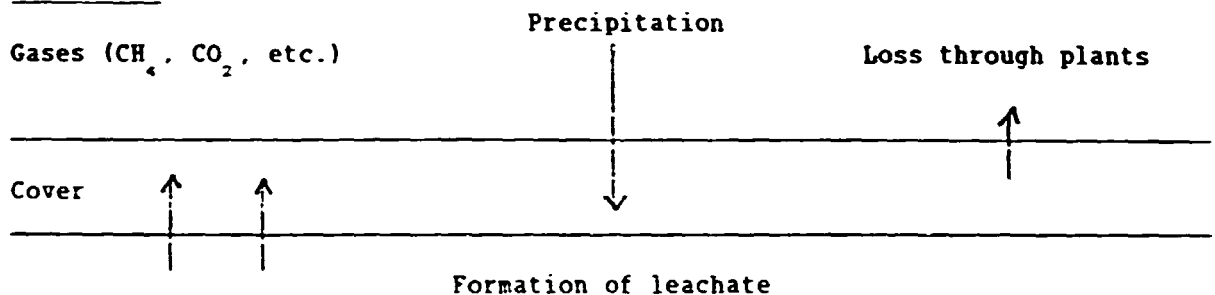 Precipitation
Gases (CH4, CO2, etc.)
Loss through plants
Cover
Formation of leachate